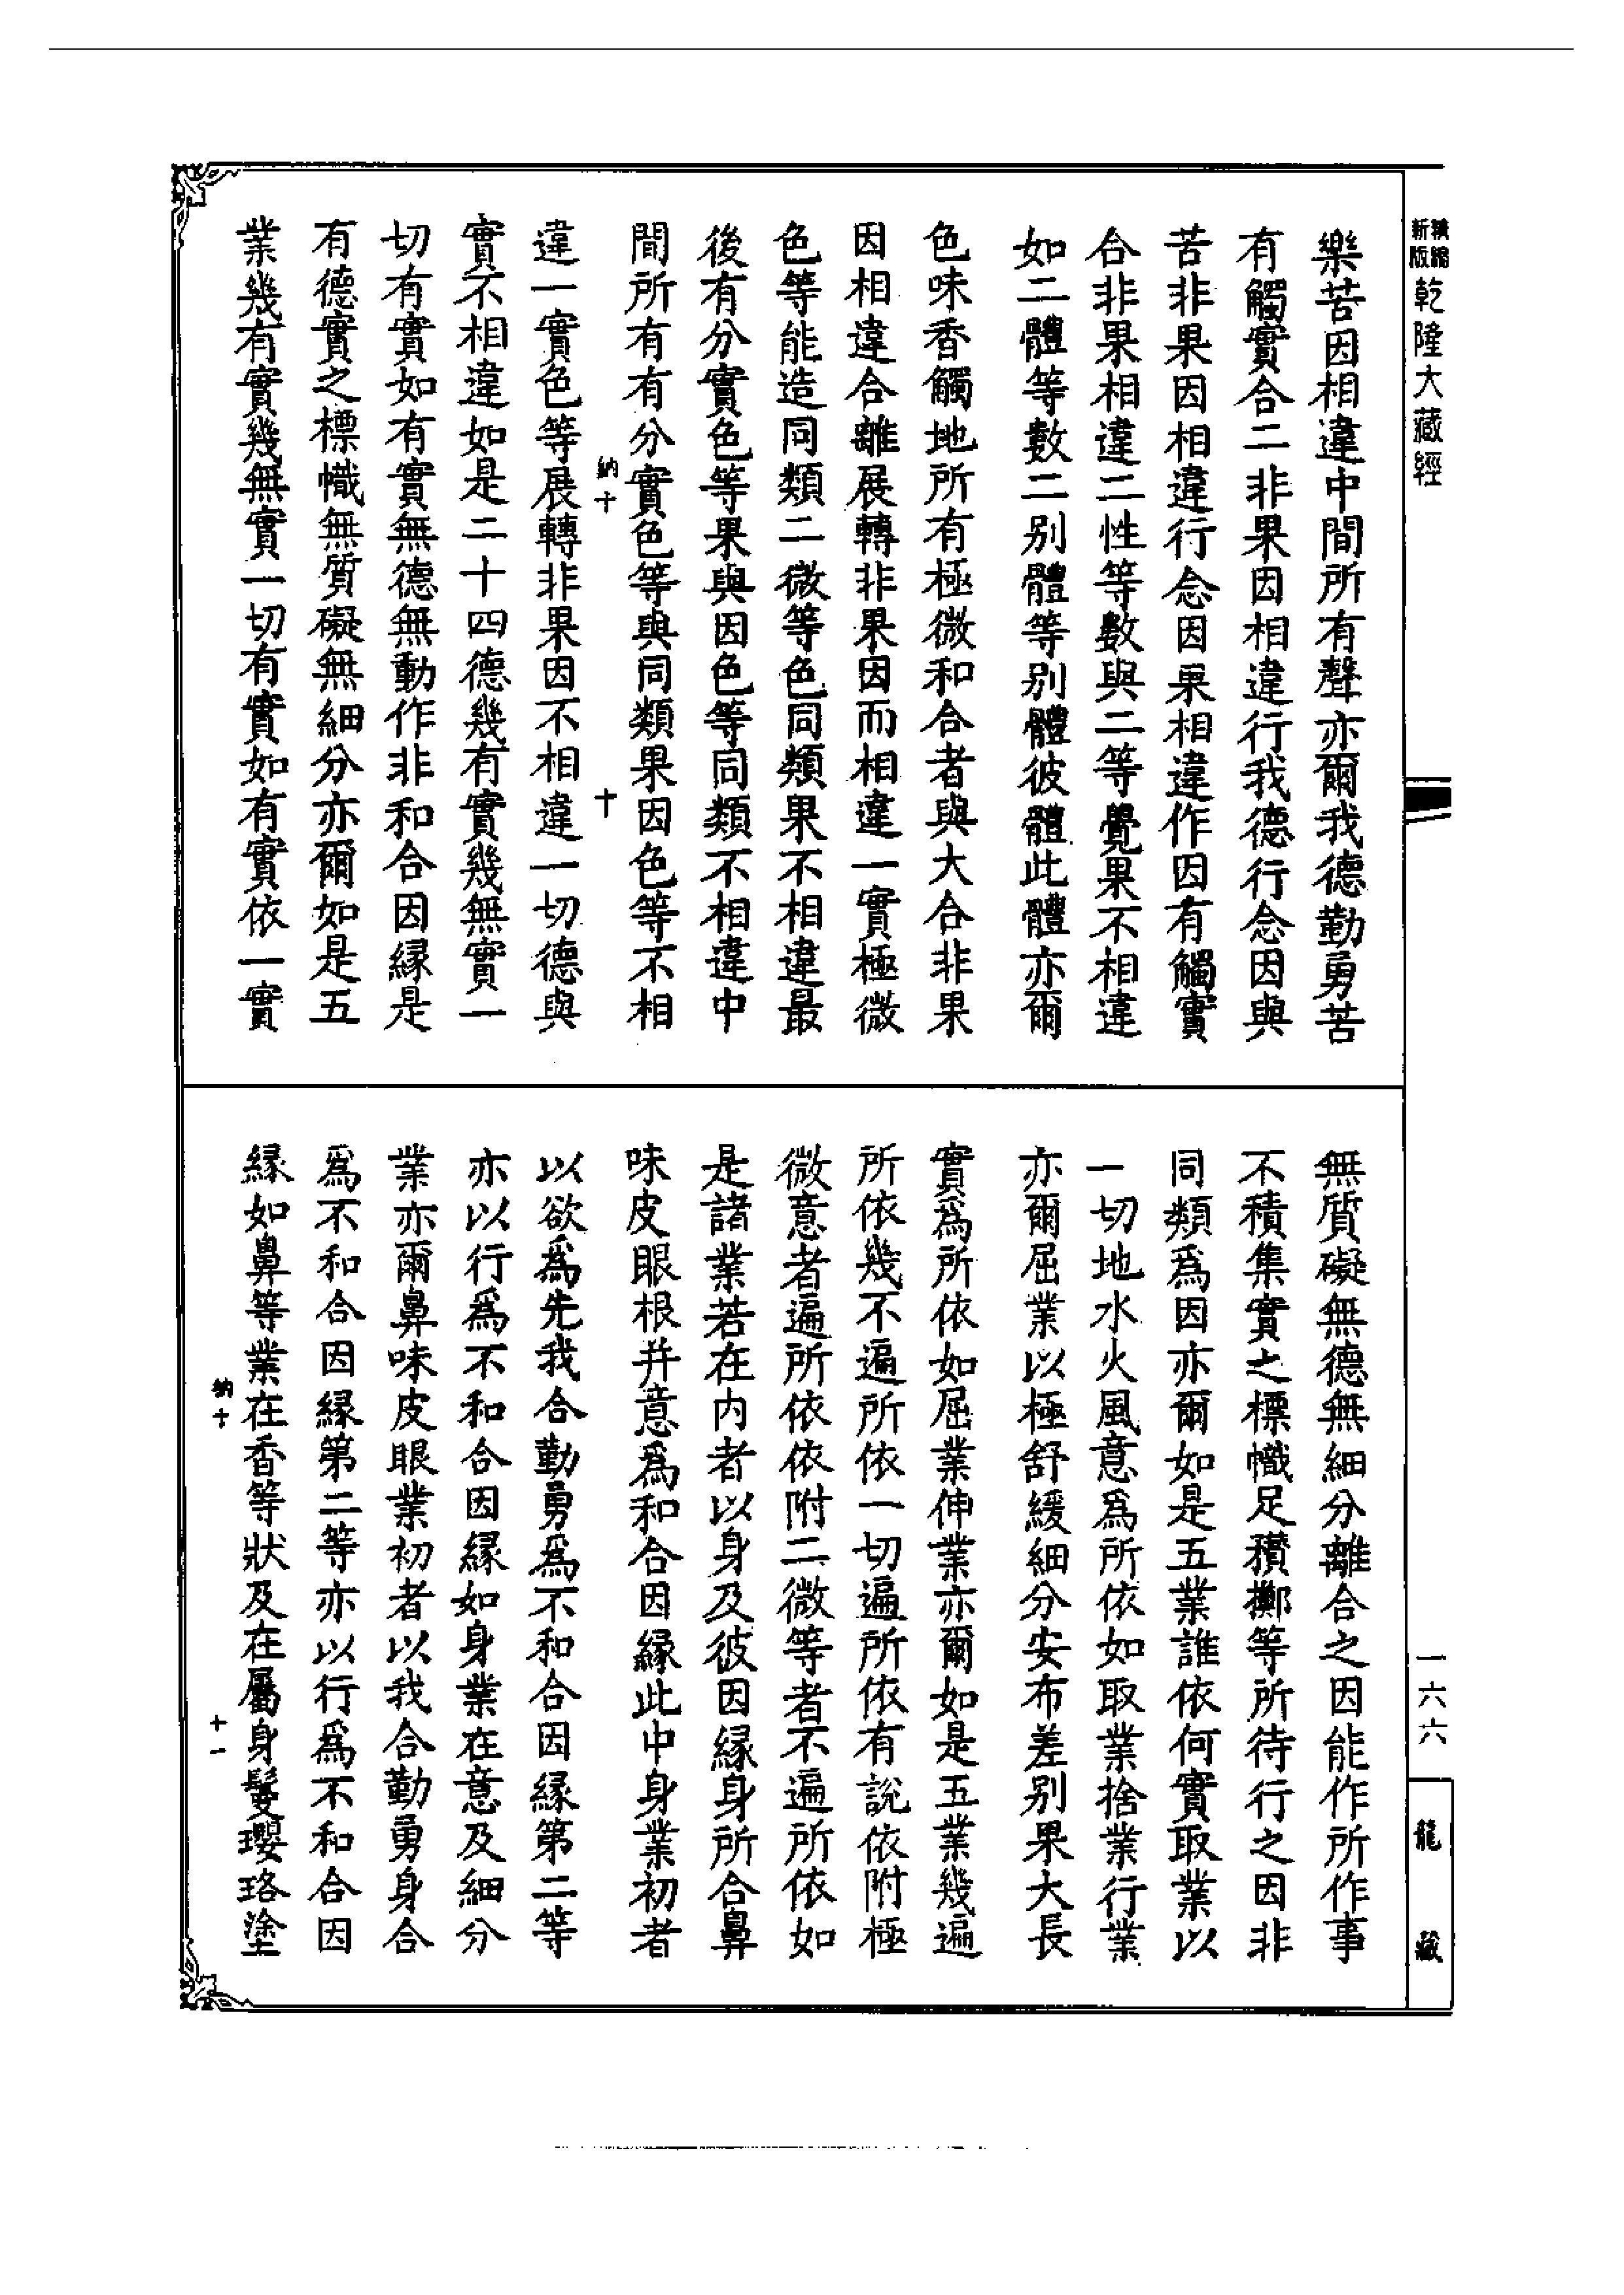 精縮新版乾隆大藏經
樂苦因相違中間所有聲亦爾我德勤勇苦
有觸實合二非果因相違行我德行念因與
苦非果因相違行念因果相違作因有觸實
合非果相違二性等數與二等覺果不相違
如二體等數二別體等別體彼體此體亦爾
色味香觸地所有極微和合者與大合非果
因相違合離展轉非果因而相違一實極微
色等能造同類二微等色同類果不相違最
後有分實色等果與因色等同類不相違中
間所有有分實色等與同類果因色等不相
納十
十
違一實色等展轉非果因不相違一切德與
實不相違如是二十四德幾有實幾無實一
切有實如有實無德無動作非和合因緣是
有德實之標幟無質礙無細分亦爾如是五
業幾有實幾無實一切有實如有實依一實
無質礙無德無細分離合之因能作所作事
不積集實之標幟足穳擲等所待行之因非
同類爲因亦爾如是五業誰依何實取業以
一切地水火風意爲所依如取業捨業行業
亦爾屈業以極舒緩細分安布差別果大長
實爲所依如屈業伸業亦爾如是五業幾遍
所依幾不遍所依一切遍所依有說依附極
微意者遍所依依附二微等者不遍所依如
是諸業若在内者以身及彼因緣身所合鼻
味皮眼根并意爲和合因緣此中身業初者
以欲爲先我合勤勇爲不和合因緣第二等
亦以行爲不和合因緣如身業在意及細分
業亦爾鼻味皮眼業初者以我合勤勇身合
爲不和合因緣第二等亦以行爲不和合因
緣如鼻等業在香等狀及在屬身髮瓔珞塗
納十
十一
一六六
龍藏